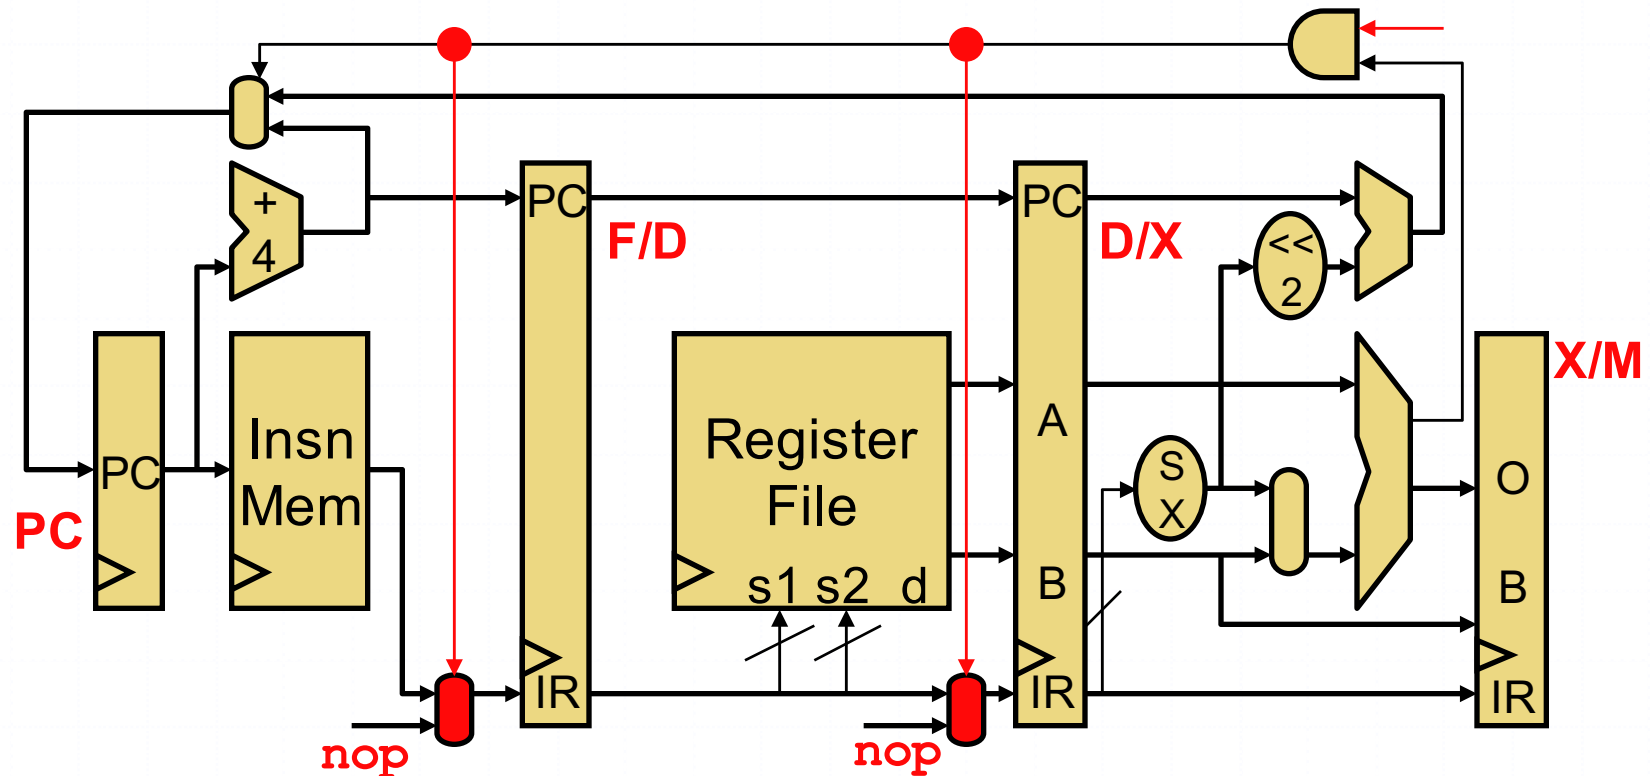 +
4
PC
F/D
PC
D/X
<<
2
PC
PC
Insn
Mem
Register
File
s1 s2 d
A
B
S
X
X/M
O
B
IR
IR
IR
nop
nop